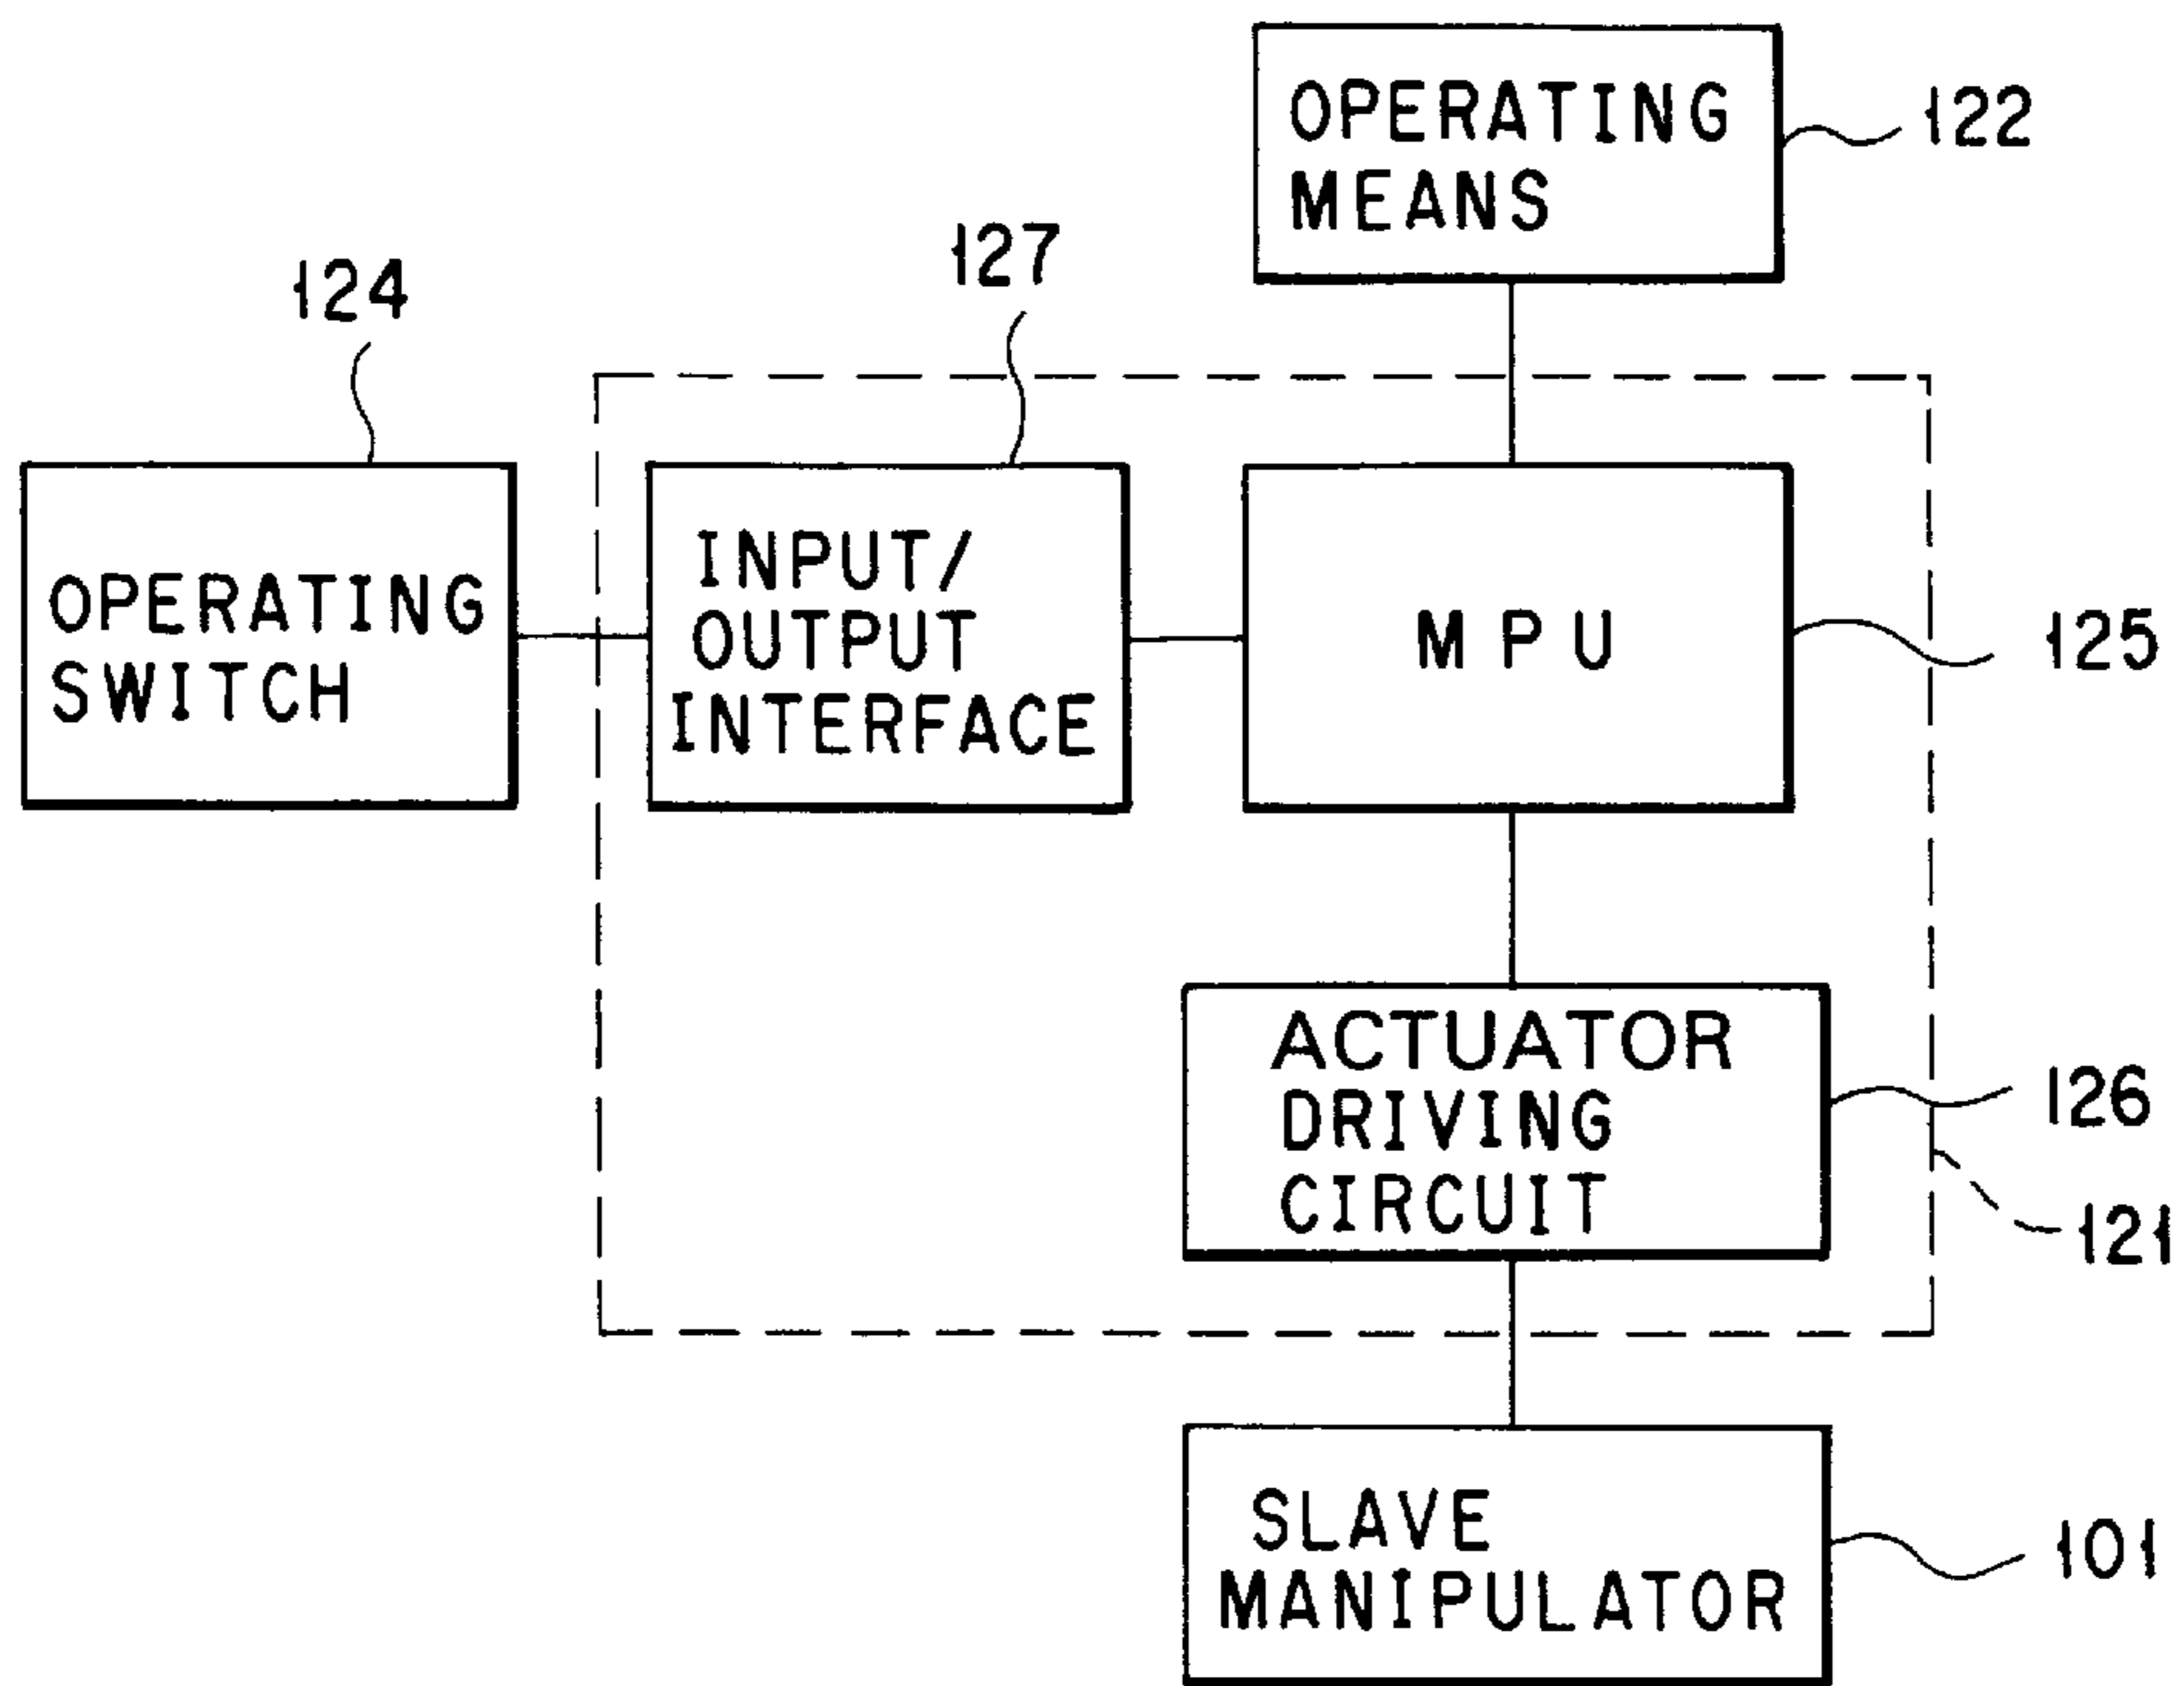 OPERATING
MEANS
122
127
124
OPERATING
SWITCH
INPUT/
OUTPUT
INTERFACE
MPU
125
ACTUATOR
DRIVING
CIRCUIT
126
121
SLAVE
MANIPULATOR
101